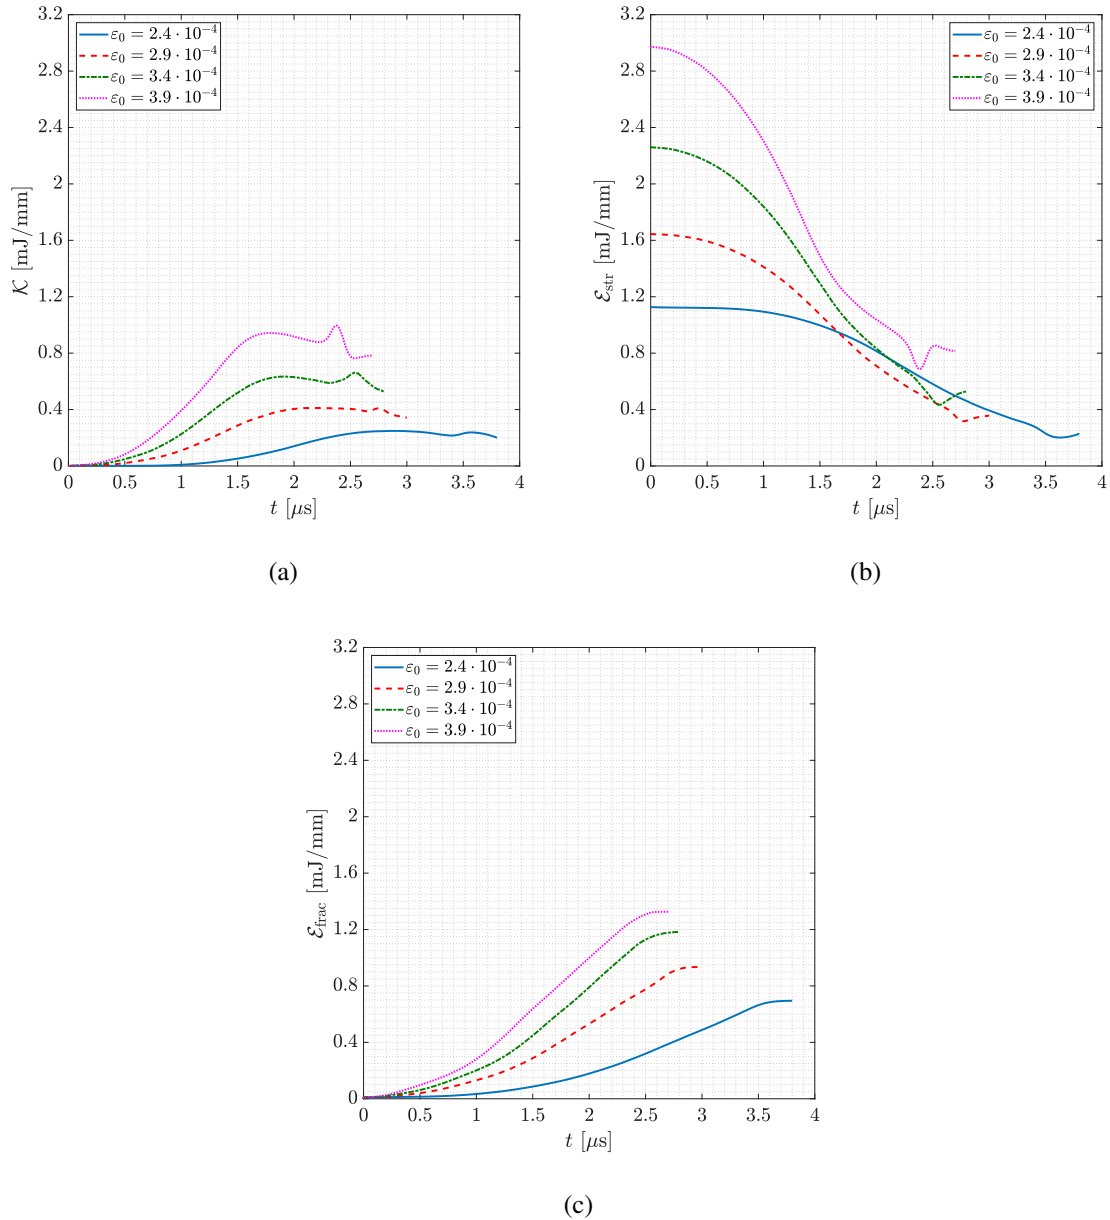 3.2
2.8
2.4
2
1.6
1.2
0.8
0.4
0
𝒦 [mJ/mm]
ε₀ = 2.4 · 10⁻⁴
ε₀ = 2.9 · 10⁻⁴
ε₀ = 3.4 · 10⁻⁴
ε₀ = 3.9 · 10⁻⁴
0 0.5 1 1.5 2 2.5 3 3.5 4
t [μs]
(a)
3.2
2.8
2.4
2
1.6
1.2
0.8
0.4
0
ℰstr [mJ/mm]
ε₀ = 2.4 · 10⁻⁴
ε₀ = 2.9 · 10⁻⁴
ε₀ = 3.4 · 10⁻⁴
ε₀ = 3.9 · 10⁻⁴
0 0.5 1 1.5 2 2.5 3 3.5 4
t [μs]
(b)
3.2
2.8
2.4
2
1.6
1.2
0.8
0.4
0
ℰfrac [mJ/mm]
ε₀ = 2.4 · 10⁻⁴
ε₀ = 2.9 · 10⁻⁴
ε₀ = 3.4 · 10⁻⁴
ε₀ = 3.9 · 10⁻⁴
0 0.5 1 1.5 2 2.5 3 3.5 4
t [μs]
(c)